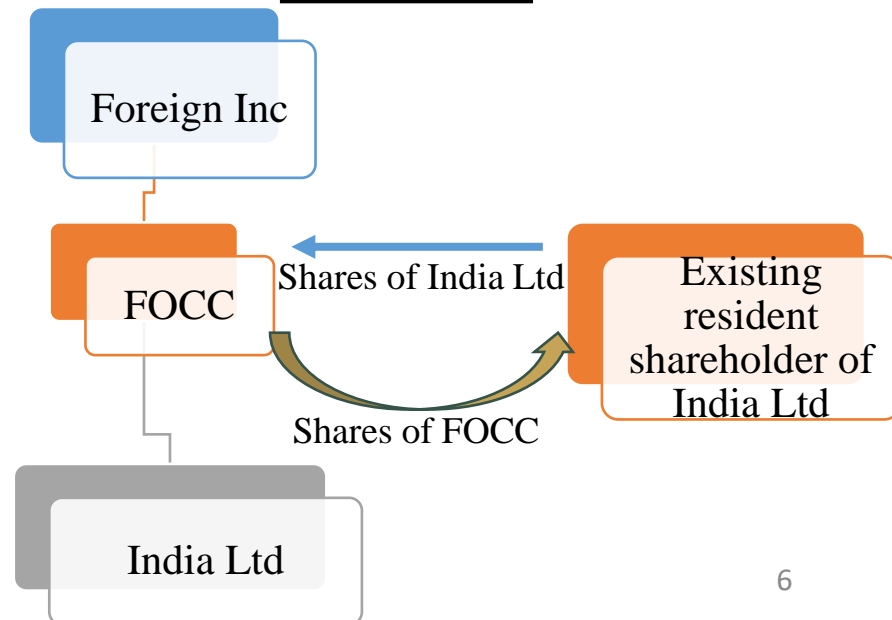 Foreign Inc
Shares of India Ltd
FOCC
Existing
resident
shareholder of
India Ltd
Shares of FOCC
India Ltd
6